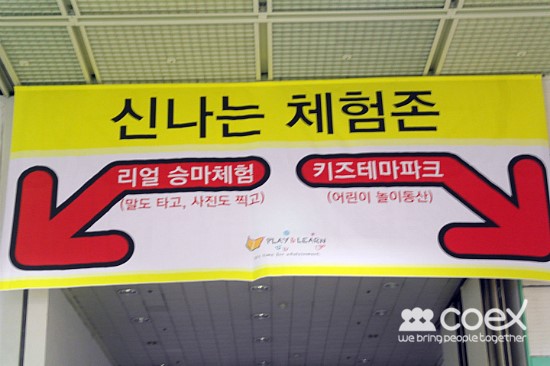 신나는 체험존
리얼 승마체험
(말도 타고, 사진도 찍고)
키즈테마파크
(어린이 놀이동산)
PLAY & LEARN
coex
we bring people together